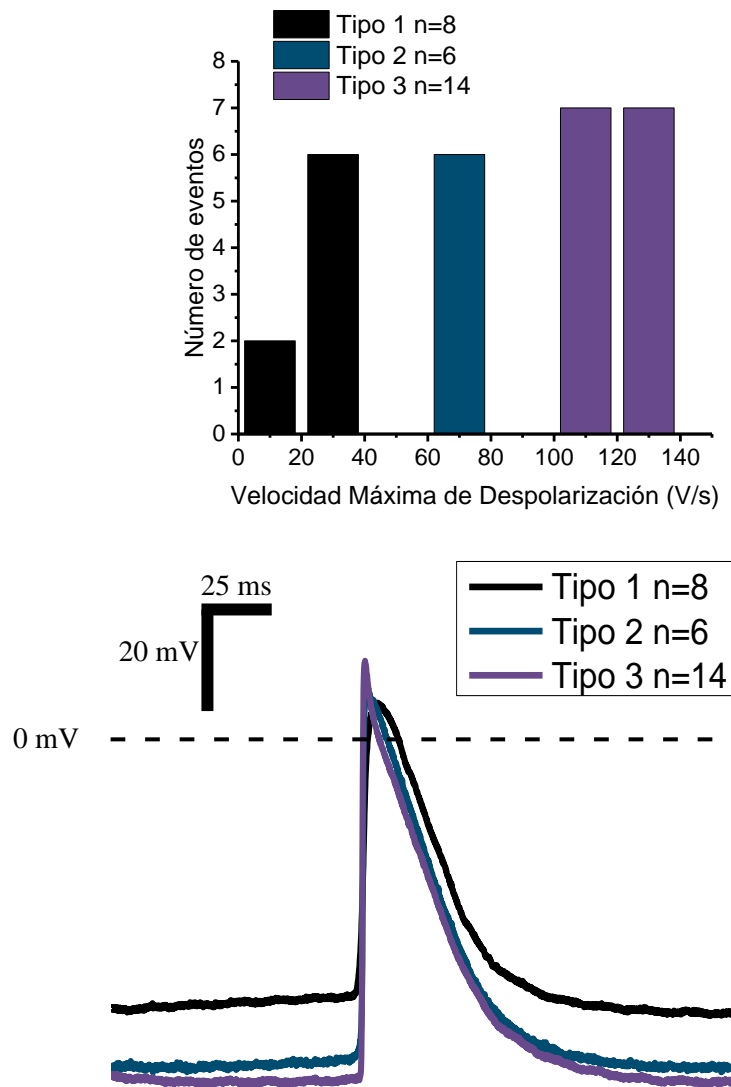 Tipo 1 n=8
Tipo 2 n=6
Tipo 3 n=14
8
7
6
5
4
3
2
1
0
Número de eventos
0 20 40 60 80 100 120 140
Velocidad Máxima de Despolarización (V/s)
25 ms
20 mV
Tipo 1 n=8
Tipo 2 n=6
Tipo 3 n=14
0 mV